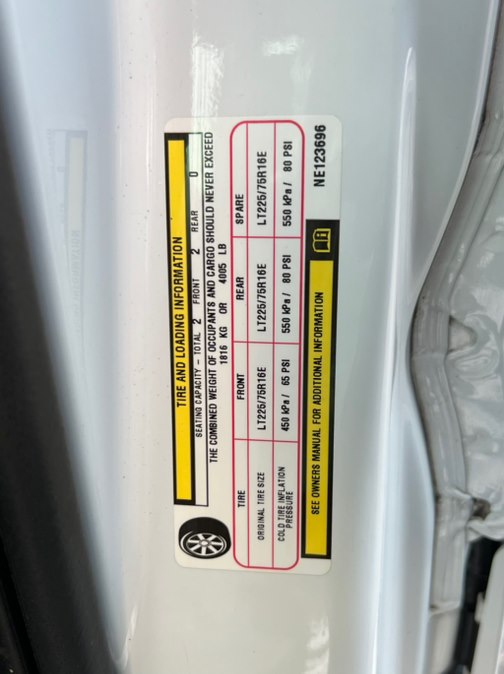 TIRE AND LOADING INFORMATION
SEATING CAPACITY - TOTAL 2 FRONT 2 REAR 0
THE COMBINED WEIGHT OF OCCUPANTS AND CARGO SHOULD NEVER EXCEED
1816 KG OR 4005 LB
TIRE FRONT REAR SPARE
ORIGINAL TIRE SIZE LT225/75R16E LT225/75R16E LT225/75R16E
COLD TIRE INFLATION PRESSURE 450 kPa / 65 PSI 550 kPa / 80 PSI 550 kPa / 80 PSI
SEE OWNERS MANUAL FOR ADDITIONAL INFORMATION
NE123696